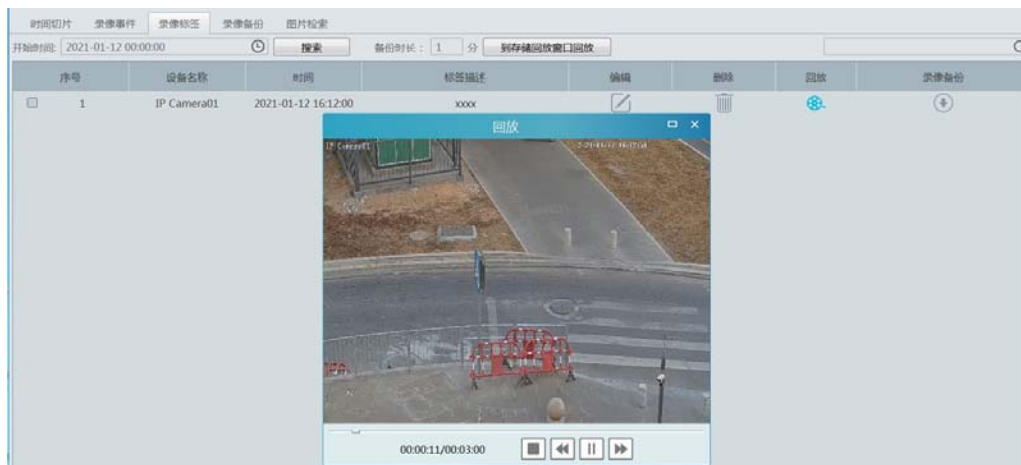 时间切片 录像事件 录像标签 录像备份 图片检索
开始时间: 2021-01-12 00:00:00 搜索 备份时长： 1 分 到存储回放窗口回放
序号 设备名称 时间 标签描述 编辑 删除 回放 录像备份
1 IP Camera01 2021-01-12 16:12:00 xxxx
回放
IP Camera01
00:00:11/00:03:00